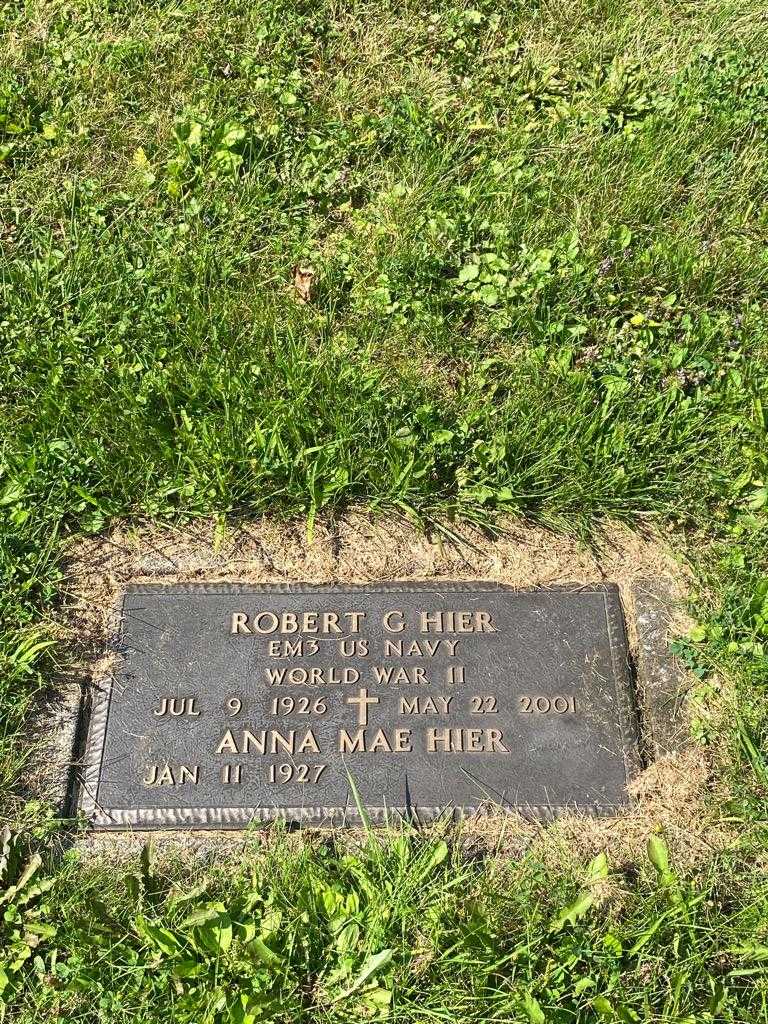 ROBERT G HIER
EM3 US NAVY
WORLD WAR II
JUL 9 1926 MAY 22 2001
ANNA MAE HIER
JAN 11 1927